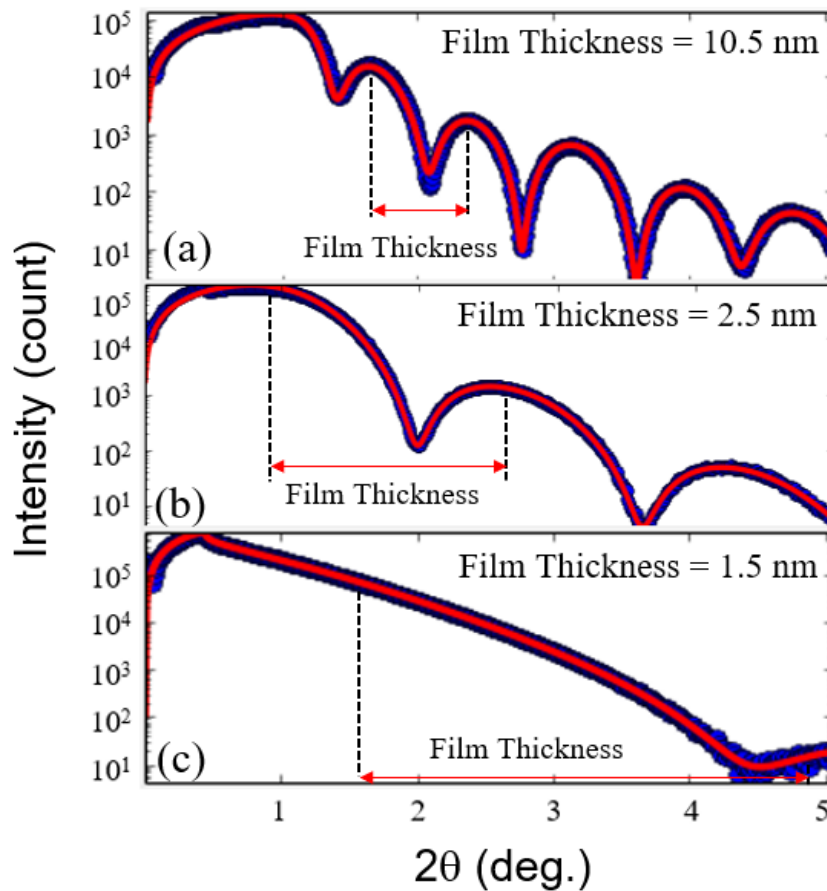 10⁵
Film Thickness = 10.5 nm
10⁴
10³
10²
10¹
(a)
Film Thickness
10⁵
Film Thickness = 2.5 nm
10⁴
10³
10²
10¹
(b)
Film Thickness
10⁵
Film Thickness = 1.5 nm
10⁴
10³
10²
10¹
(c)
Film Thickness
1 2 3 4 5
Intensity (count)
2θ (deg.)